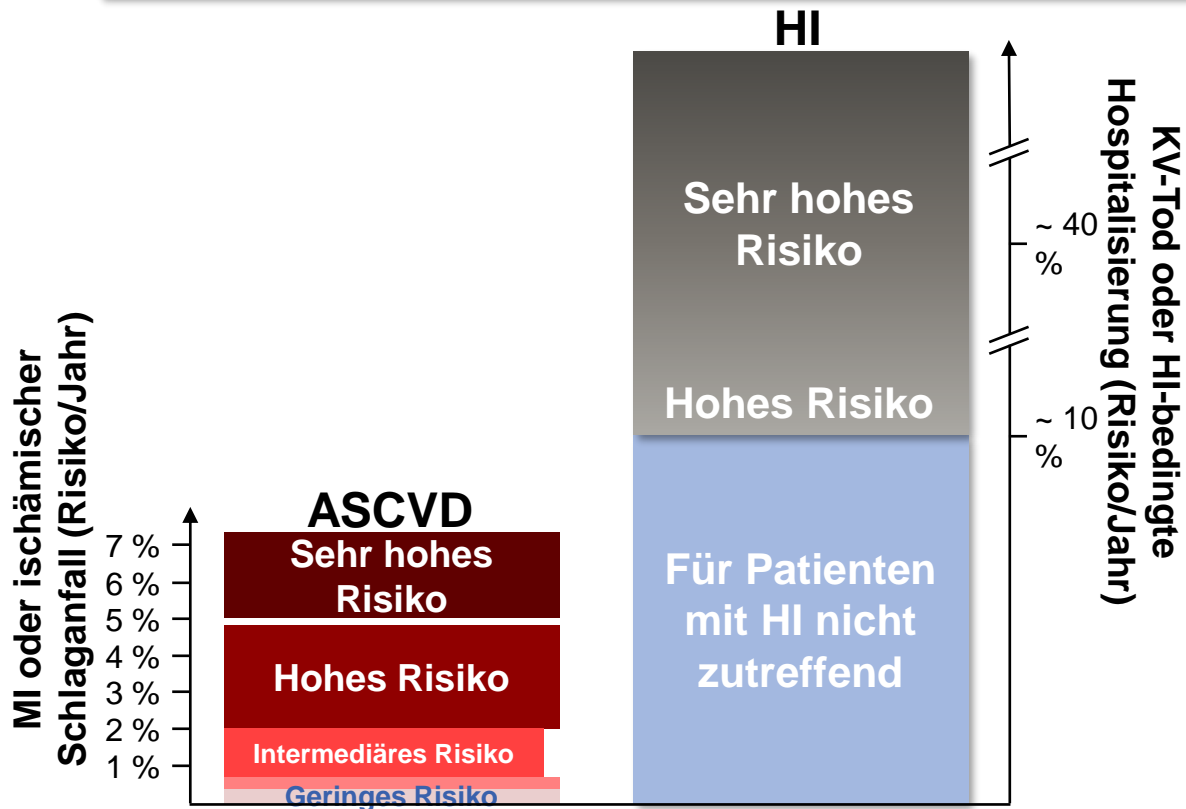 HI
Sehr hohes
Risiko
Hohes Risiko
Für Patienten
mit HI nicht
zutreffend
~ 40
%
~ 10
%
KV-Tod oder HI-bedingte
Hospitalisierung (Risiko/Jahr)
ASCVD
Sehr hohes
Risiko
Hohes Risiko
Intermediäres Risiko
Geringes Risiko
7 %
6 %
5 %
4 %
3 %
2 %
1 %
MI oder ischämischer
Schlaganfall (Risiko/Jahr)